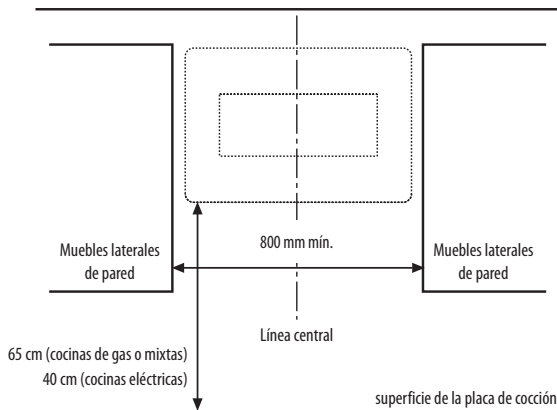 Muebles laterales
de pared
800 mm mín.
Muebles laterales
de pared
Línea central
65 cm (cocinas de gas o mixtas)
40 cm (cocinas eléctricas)
superficie de la placa de cocción